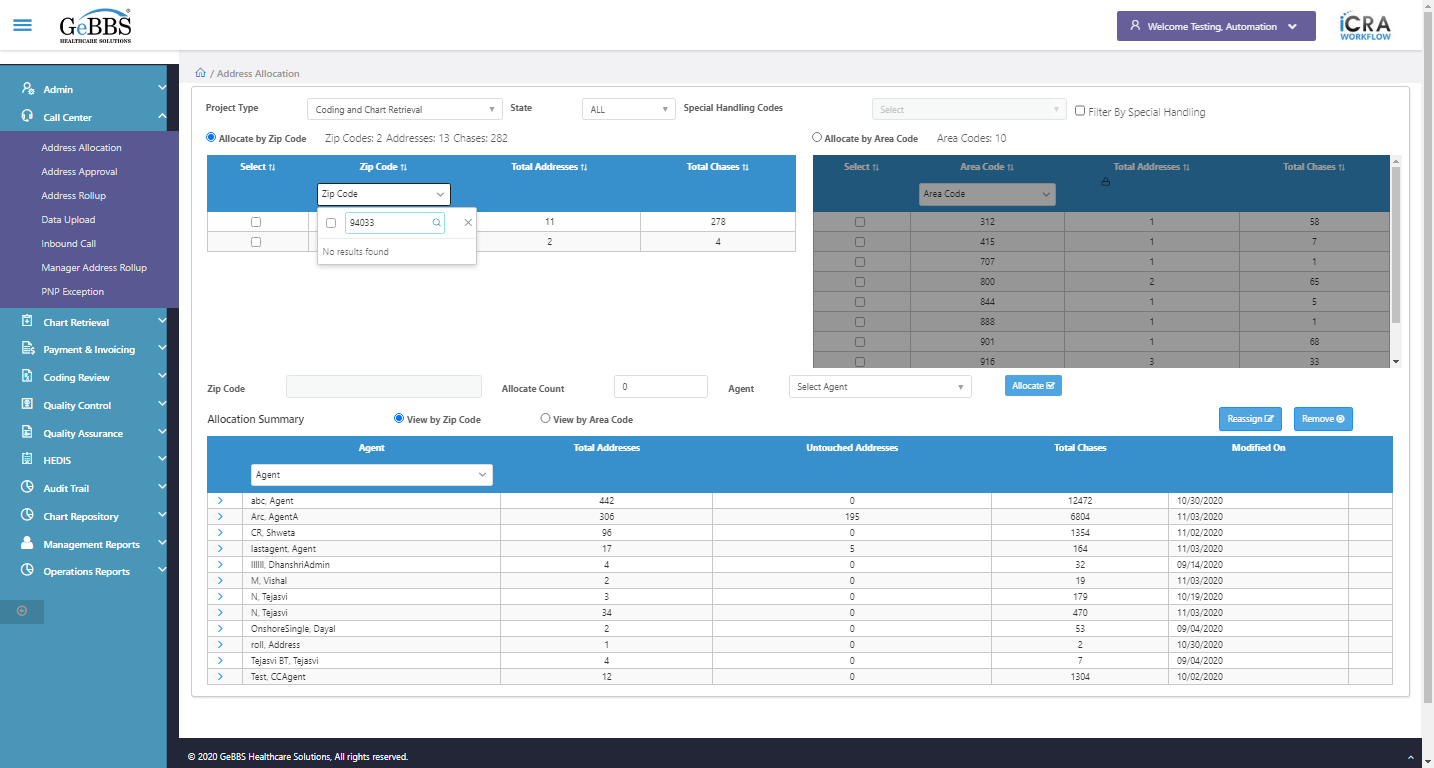 GeBBS
HEALTHCARE SOLUTIONS
Welcome Testing, Automation
iCRA
WORKFLOW
Admin
Call Center
Address Allocation
Address Approval
Address Rollup
Data Upload
Inbound Call
Manager Address Rollup
PNP Exception
Chart Retrieval
Payment & Invoicing
Coding Review
Quality Control
Quality Assurance
HEDIS
Audit Trail
Chart Repository
Management Reports
Operations Reports
/ Address Allocation
Project Type Coding and Chart Retrieval State ALL Special Handling Codes Select Filter By Special Handling
Allocate by Zip Code Zip Codes: 2 Addresses: 13 Chases: 282
Select Zip Code Total Addresses Total Chases
Zip Code
94033
No results found
11 278
2 4
Allocate by Area Code Area Codes: 10
Select Area Code Total Addresses Total Chases
Area Code
312 1 58
415 1 7
707 1 1
800 2 65
844 1 5
888 1 1
901 1 68
916 3 33
Zip Code Allocate Count 0 Agent Select Agent Allocate
Allocation Summary View by Zip Code View by Area Code Reassign Remove
Agent Total Addresses Untouched Addresses Total Chases Modified On
Agent
abc, Agent 442 0 12472 10/30/2020
Arc, AgentA 306 195 6804 11/03/2020
CR, Shweta 96 0 1354 11/02/2020
lastagent, Agent 17 5 164 11/03/2020
llllll, DhanshriAdmin 4 0 32 09/14/2020
M, Vishal 2 0 19 11/03/2020
N, Tejasvi 3 0 179 10/19/2020
N, Tejasvi 34 0 470 11/03/2020
OnshoreSingle, Dayal 2 0 53 09/04/2020
roll, Address 1 0 2 10/30/2020
Tejasvi BT, Tejasvi 4 0 7 09/04/2020
Test, CCAgent 12 0 1304 10/02/2020
© 2020 GeBBS Healthcare Solutions, All rights reserved.